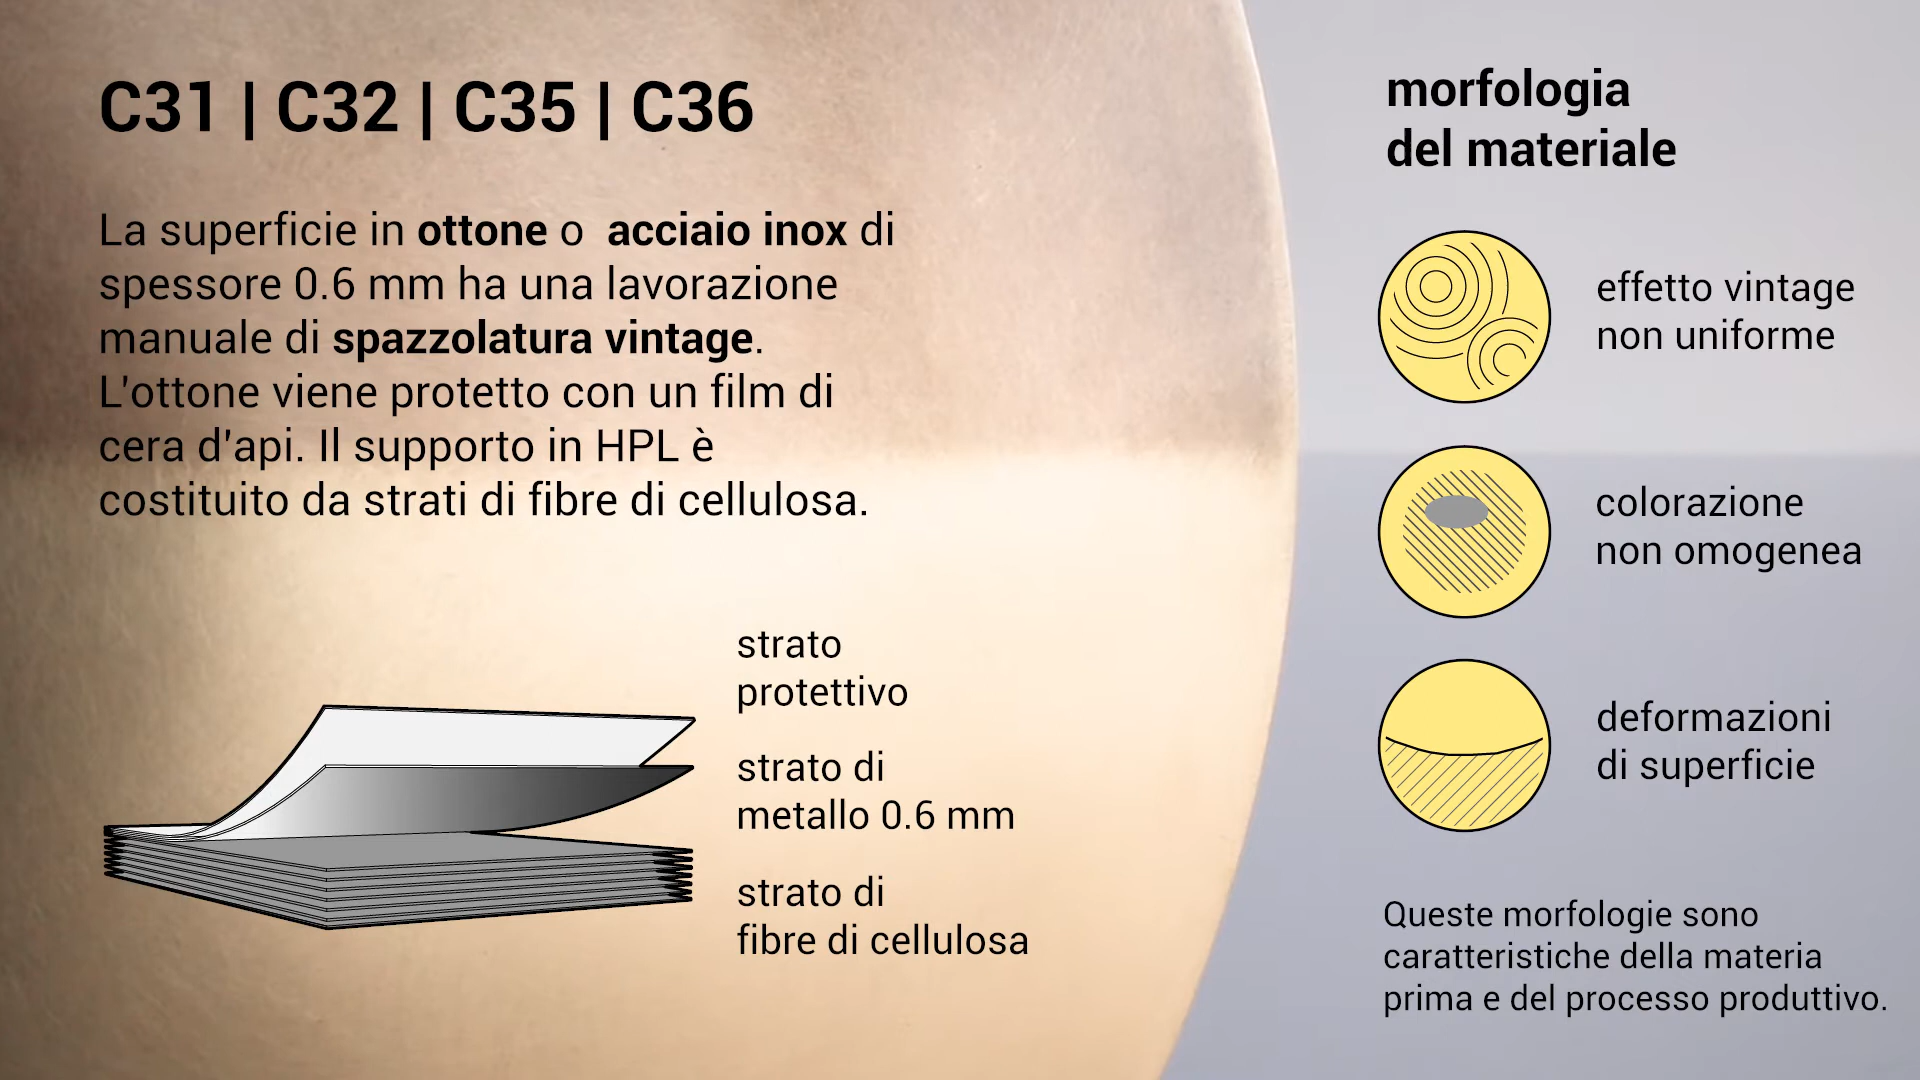 C31 | C32 | C35 | C36
La superficie in ottone o  acciaio inox di
spessore 0.6 mm ha una lavorazione
manuale di spazzolatura vintage.
L'ottone viene protetto con un film di
cera d'api. Il supporto in HPL è
costituito da strati di fibre di cellulosa.
strato
protettivo
strato di
metallo 0.6 mm
strato di
fibre di cellulosa
morfologia
del materiale
effetto vintage
non uniforme
colorazione
non omogenea
deformazioni
di superficie
Queste morfologie sono
caratteristiche della materia
prima e del processo produttivo.